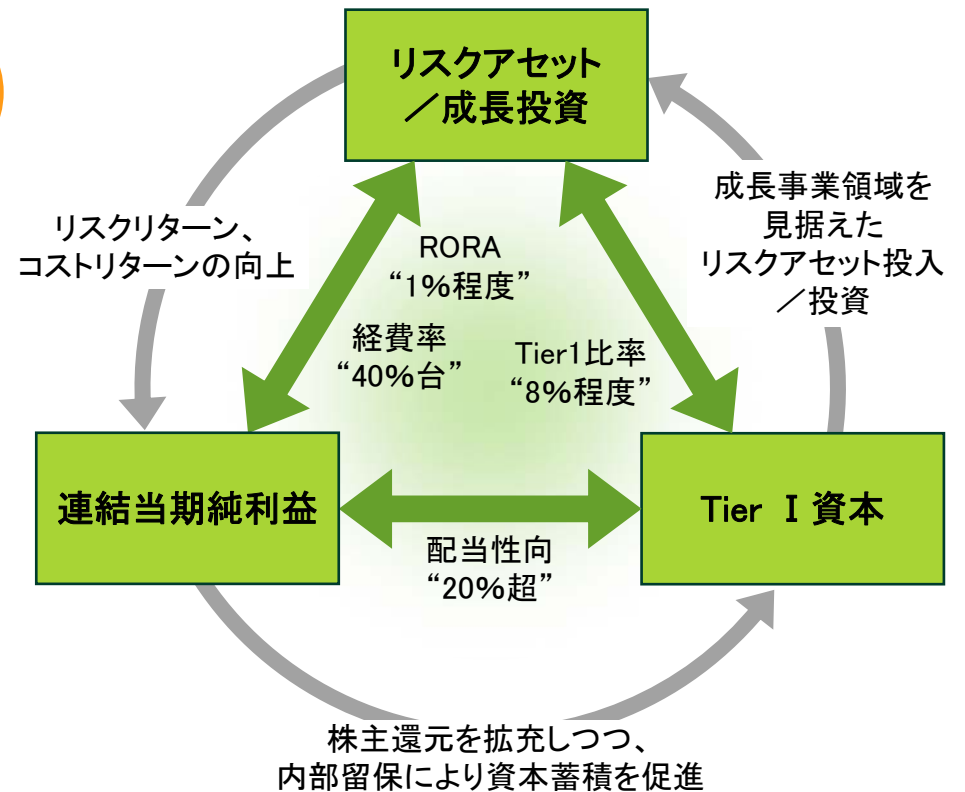 リスクアセット
／成長投資
リスクリターン、
コストリターンの向上
RORA
“1%程度”
経費率
“40%台”
Tier1比率
“8%程度”
成長事業領域を
見据えた
リスクアセット投入
／投資
連結当期純利益
配当性向
“20%超”
Tier Ⅰ資本
株主還元を拡充しつつ、
内部留保により資本蓄積を促進